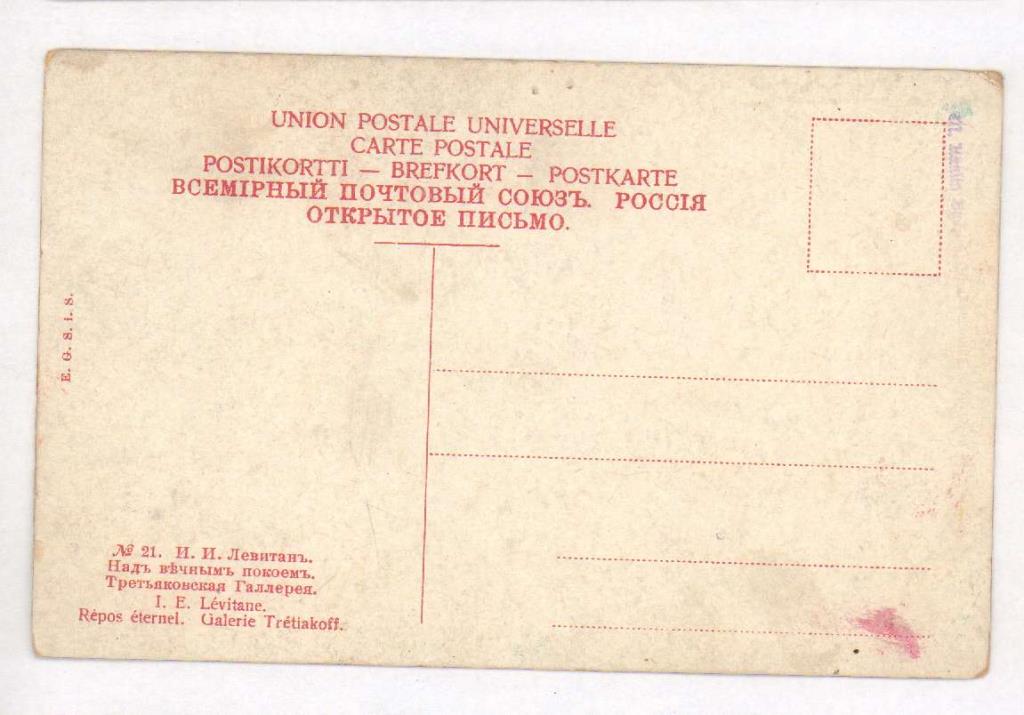 UNION POSTALE UNIVERSELLE
CARTE POSTALE
POSTIKORTTI — BREFKORT — POSTKARTE
ВСЕМІРНЫЙ ПОЧТОВЫЙ СОЮЗЪ. РОССІЯ
ОТКРЫТОЕ ПИСЬМО.
E. G. S. i. S.
№ 21. И. И. Левитанъ.
Надъ вѣчнымъ покоемъ.
Третьяковская Галлерея.
I. E. Lévitane.
Rėpos éternel. Galerie Trétiakoff.